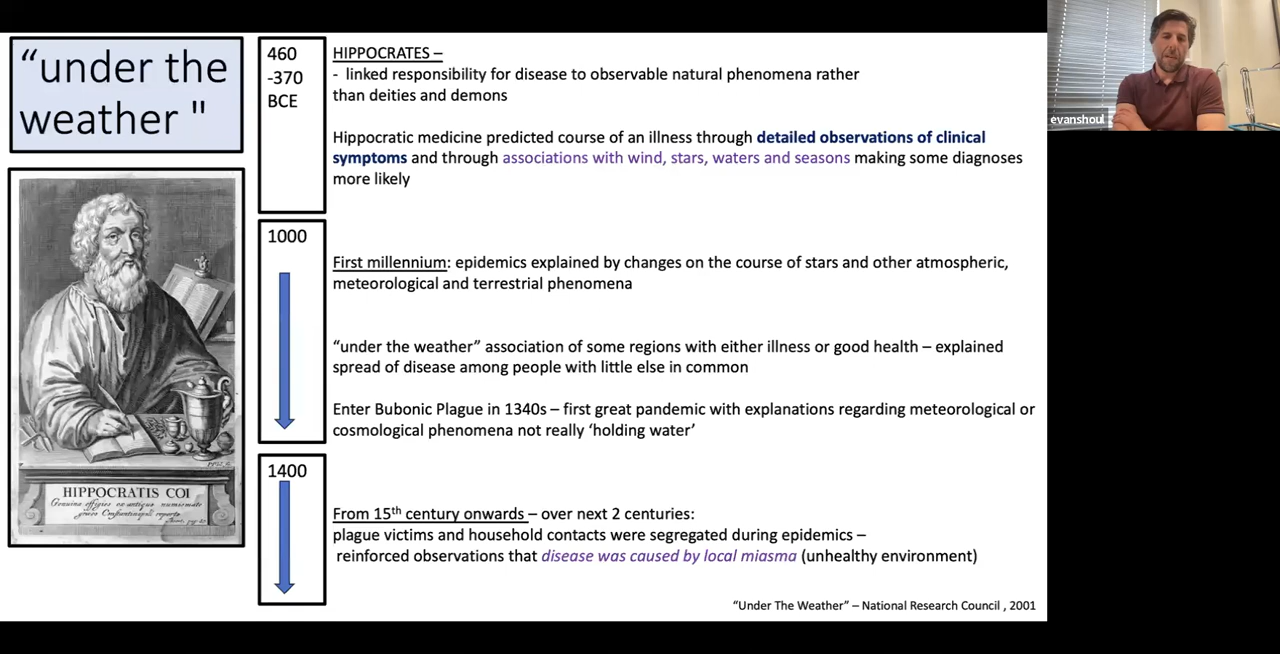 “under the
weather "
460
-370
BCE
HIPPOCRATES –
- linked responsibility for disease to observable natural phenomena rather
than deities and demons
Hippocratic medicine predicted course of an illness through detailed observations of clinical
symptoms and through associations with wind, stars, waters and seasons making some diagnoses
more likely
1000
First millennium: epidemics explained by changes on the course of stars and other atmospheric,
meteorological and terrestrial phenomena
“under the weather” association of some regions with either illness or good health – explained
spread of disease among people with little else in common
Enter Bubonic Plague in 1340s – first great pandemic with explanations regarding meteorological or
cosmological phenomena not really ‘holding water’
1400
From 15th century onwards – over next 2 centuries:
plague victims and household contacts were segregated during epidemics –
reinforced observations that disease was caused by local miasma (unhealthy environment)
“Under The Weather” – National Research Council , 2001
HIPPOCRATIS COI
evanshoul